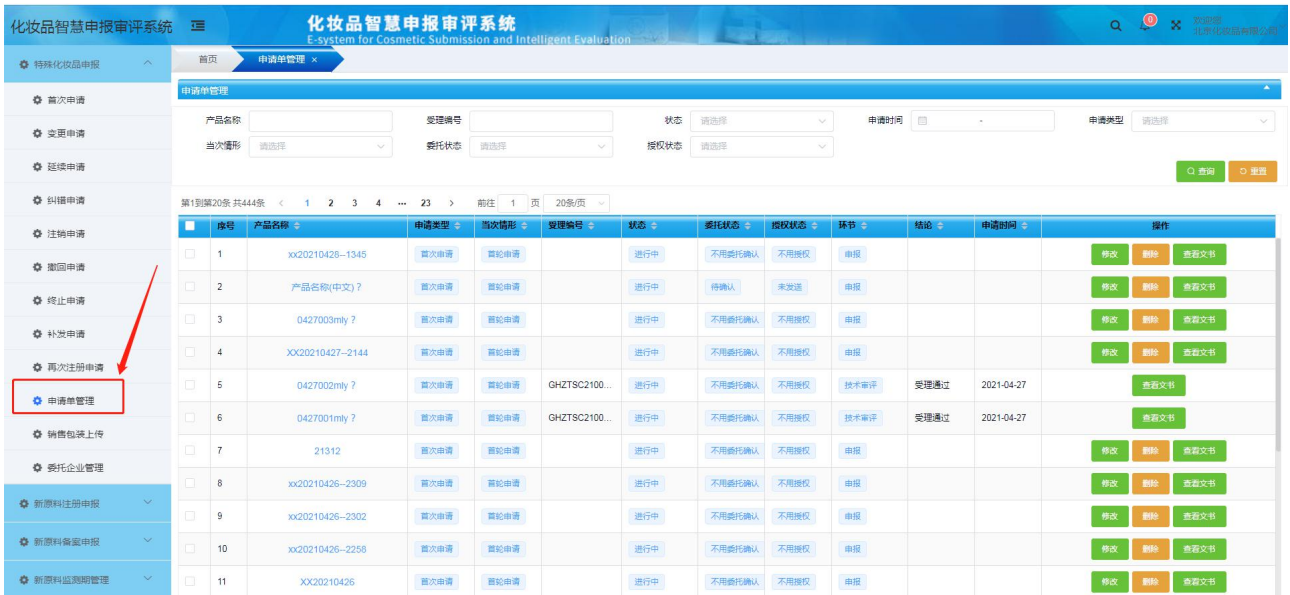 化妆品智慧申报审评系统
化妆品智慧申报审评系统
E-system for Cosmetic Submission and Intelligent Evaluation
0
特殊化妆品申报
首次申请
变更申请
延续申请
纠错申请
注销申请
撤回申请
终止申请
补发申请
再次注册申请
申请单管理
销售包装上传
委托企业管理
新原料注册申报
新原料备案申报
新原料监测期管理
首页 申请单管理 ×
申请单管理
产品名称 受理编号 状态 请选择 申请时间 - 申请类型 请选择
当次情形 请选择 委托状态 请选择 授权状态 请选择
查询 重置
第1到第20条 共444条 < 1 2 3 4 ... 23 > 前往 1 页 20条/页
序号 产品名称 申请类型 当次情形 受理编号 状态 委托状态 授权状态 环节 结论 申请时间 操作
1 xx20210428--1345 首次申请 首轮申请 进行中 不用委托确认 不用授权 申报 修改 删除 查看文书
2 产品名称(中文) ? 首次申请 首轮申请 进行中 待确认 未发送 申报 修改 删除 查看文书
3 0427003mly ? 首次申请 首轮申请 进行中 不用委托确认 不用授权 申报 修改 删除 查看文书
4 XX20210427--2144 首次申请 首轮申请 进行中 不用委托确认 不用授权 申报 修改 删除 查看文书
5 0427002mly ? 首次申请 首轮申请 GHZTSC2100... 进行中 不用委托确认 不用授权 技术审评 受理通过 2021-04-27 查看文书
6 0427001mly ? 首次申请 首轮申请 GHZTSC2100... 进行中 不用委托确认 不用授权 技术审评 受理通过 2021-04-27 查看文书
7 21312 首次申请 首轮申请 进行中 不用委托确认 不用授权 申报 修改 删除 查看文书
8 xx20210426--2309 首次申请 首轮申请 进行中 不用委托确认 不用授权 申报 修改 删除 查看文书
9 xx20210426--2302 首次申请 首轮申请 进行中 不用委托确认 不用授权 申报 修改 删除 查看文书
10 xx20210426--2258 首次申请 首轮申请 进行中 不用委托确认 不用授权 申报 修改 删除 查看文书
11 XX20210426 首次申请 首轮申请 进行中 不用委托确认 不用授权 申报 修改 删除 查看文书